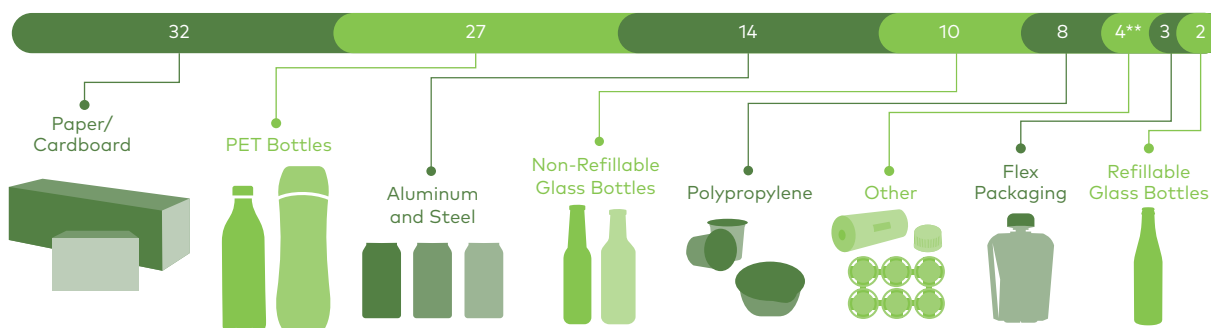 32 27 14 10 8 4** 3 2
Paper/
Cardboard
PET Bottles
Aluminum
and Steel
Non-Refillable
Glass Bottles
Polypropylene
Other
Flex
Packaging
Refillable
Glass Bottles